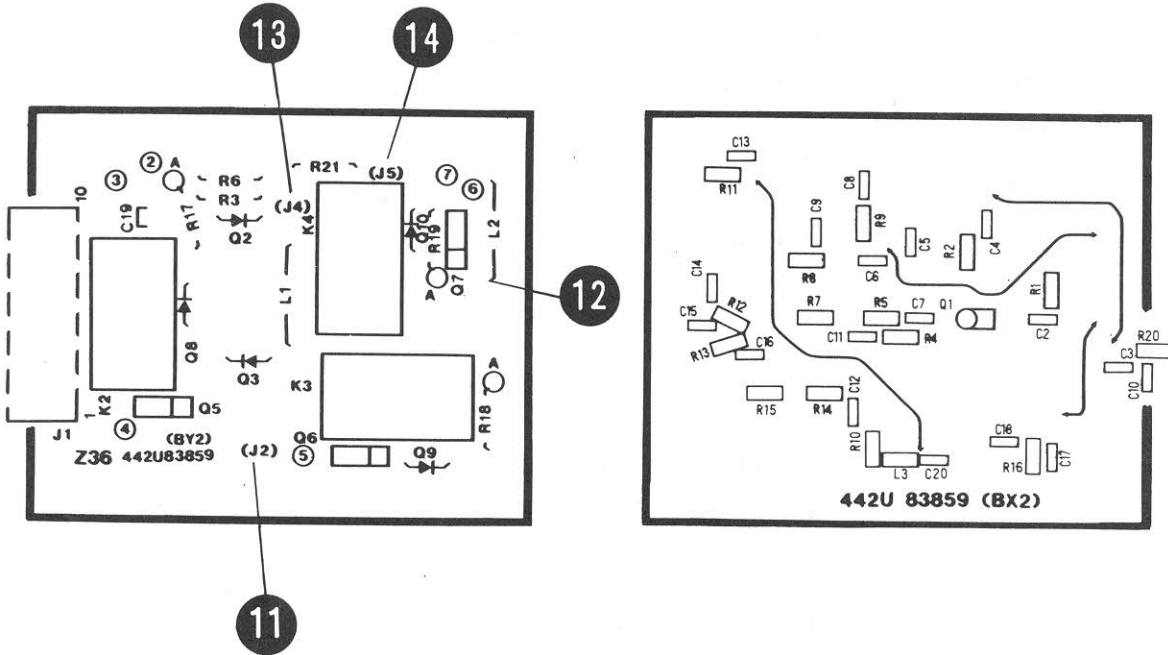 13
14
2
A
3
R6
R3
R21
(J5)
(J4)
7
6
10
C19
R17
Q2
K4
Q10
R19
L2
Q7
A
L1
12
Q8
Q3
K3
A
R18
J1
1
K2
Q5
4
(BY2)
Z36 442U83859
(J2)
Q6
5
Q9
11
C13
R11
C8
C9
R9
C5
R2
C4
R8
C6
C14
R1
R12
C15
R7
R5
C7
Q1
C2
R13
C16
C11
R4
R20
C3
C10
R15
R14
C12
R10
L3
C20
C18
R16
C17
442U 83859 (BX2)